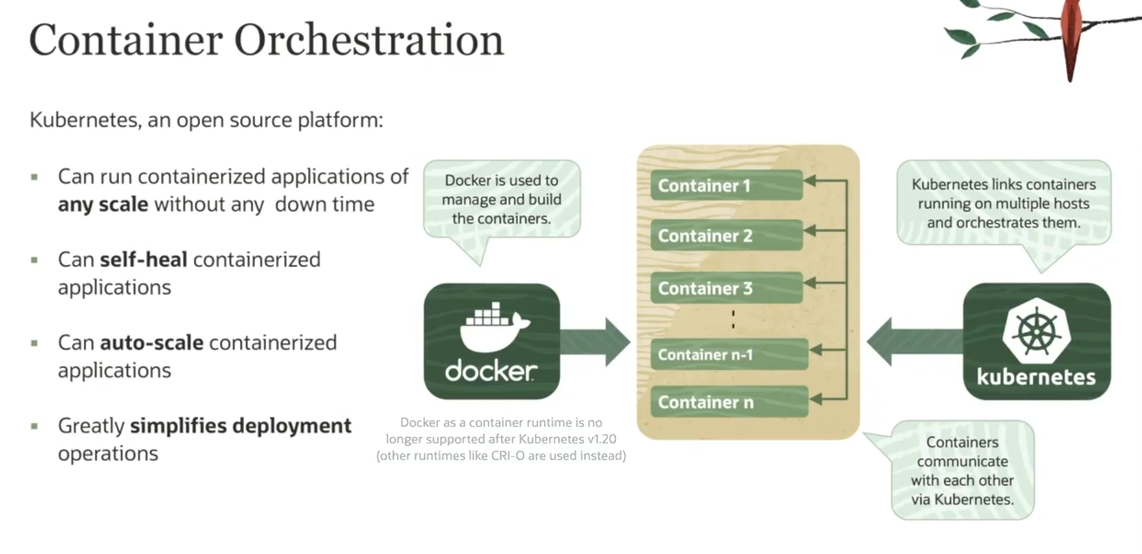 Container Orchestration
Kubernetes, an open source platform:
Can run containerized applications of
any scale without any down time
Can self-heal containerized
applications
Can auto-scale containerized
applications
Greatly simplifies deployment
operations
Docker is used to
manage and build
the containers.
docker
Docker as a container runtime is no
longer supported after Kubernetes v1.20
(other runtimes like CRI-O are used instead)
Container 1
Container 2
Container 3
Container n-1
Container n
Kubernetes links containers
running on multiple hosts
and orchestrates them.
kubernetes
Containers
communicate
with each other
via Kubernetes.